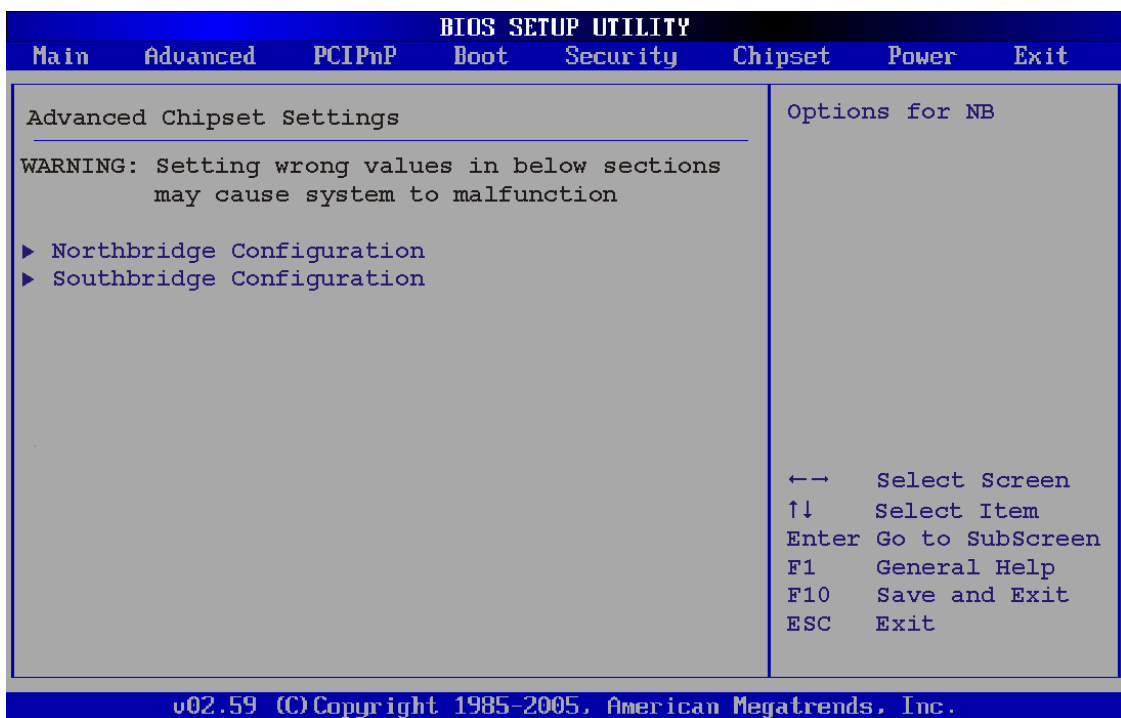 BIOS SETUP UTILITY
Main Advanced PCIPnP Boot Security Chipset Power Exit
Advanced Chipset Settings
WARNING: Setting wrong values in below sections
may cause system to malfunction
▶ Northbridge Configuration
▶ Southbridge Configuration
Options for NB
←→ Select Screen
↑↓ Select Item
Enter Go to SubScreen
F1 General Help
F10 Save and Exit
ESC Exit
v02.59 (C)Copyright 1985-2005, American Megatrends, Inc.